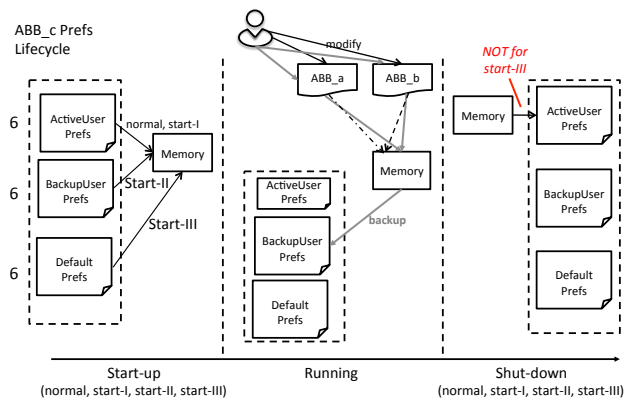 ABB_c Prefs
Lifecycle
6
ActiveUser
Prefs
normal, start-I
Memory
6
BackupUser
Prefs
Start-II
Start-III
6
Default
Prefs
modify
ABB_a
ABB_b
Memory
ActiveUser
Prefs
backup
BackupUser
Prefs
Default
Prefs
NOT for
start-III
Memory
ActiveUser
Prefs
BackupUser
Prefs
Default
Prefs
Start-up
(normal, start-I, start-II, start-III)
Running
Shut-down
(normal, start-I, start-II, start-III)